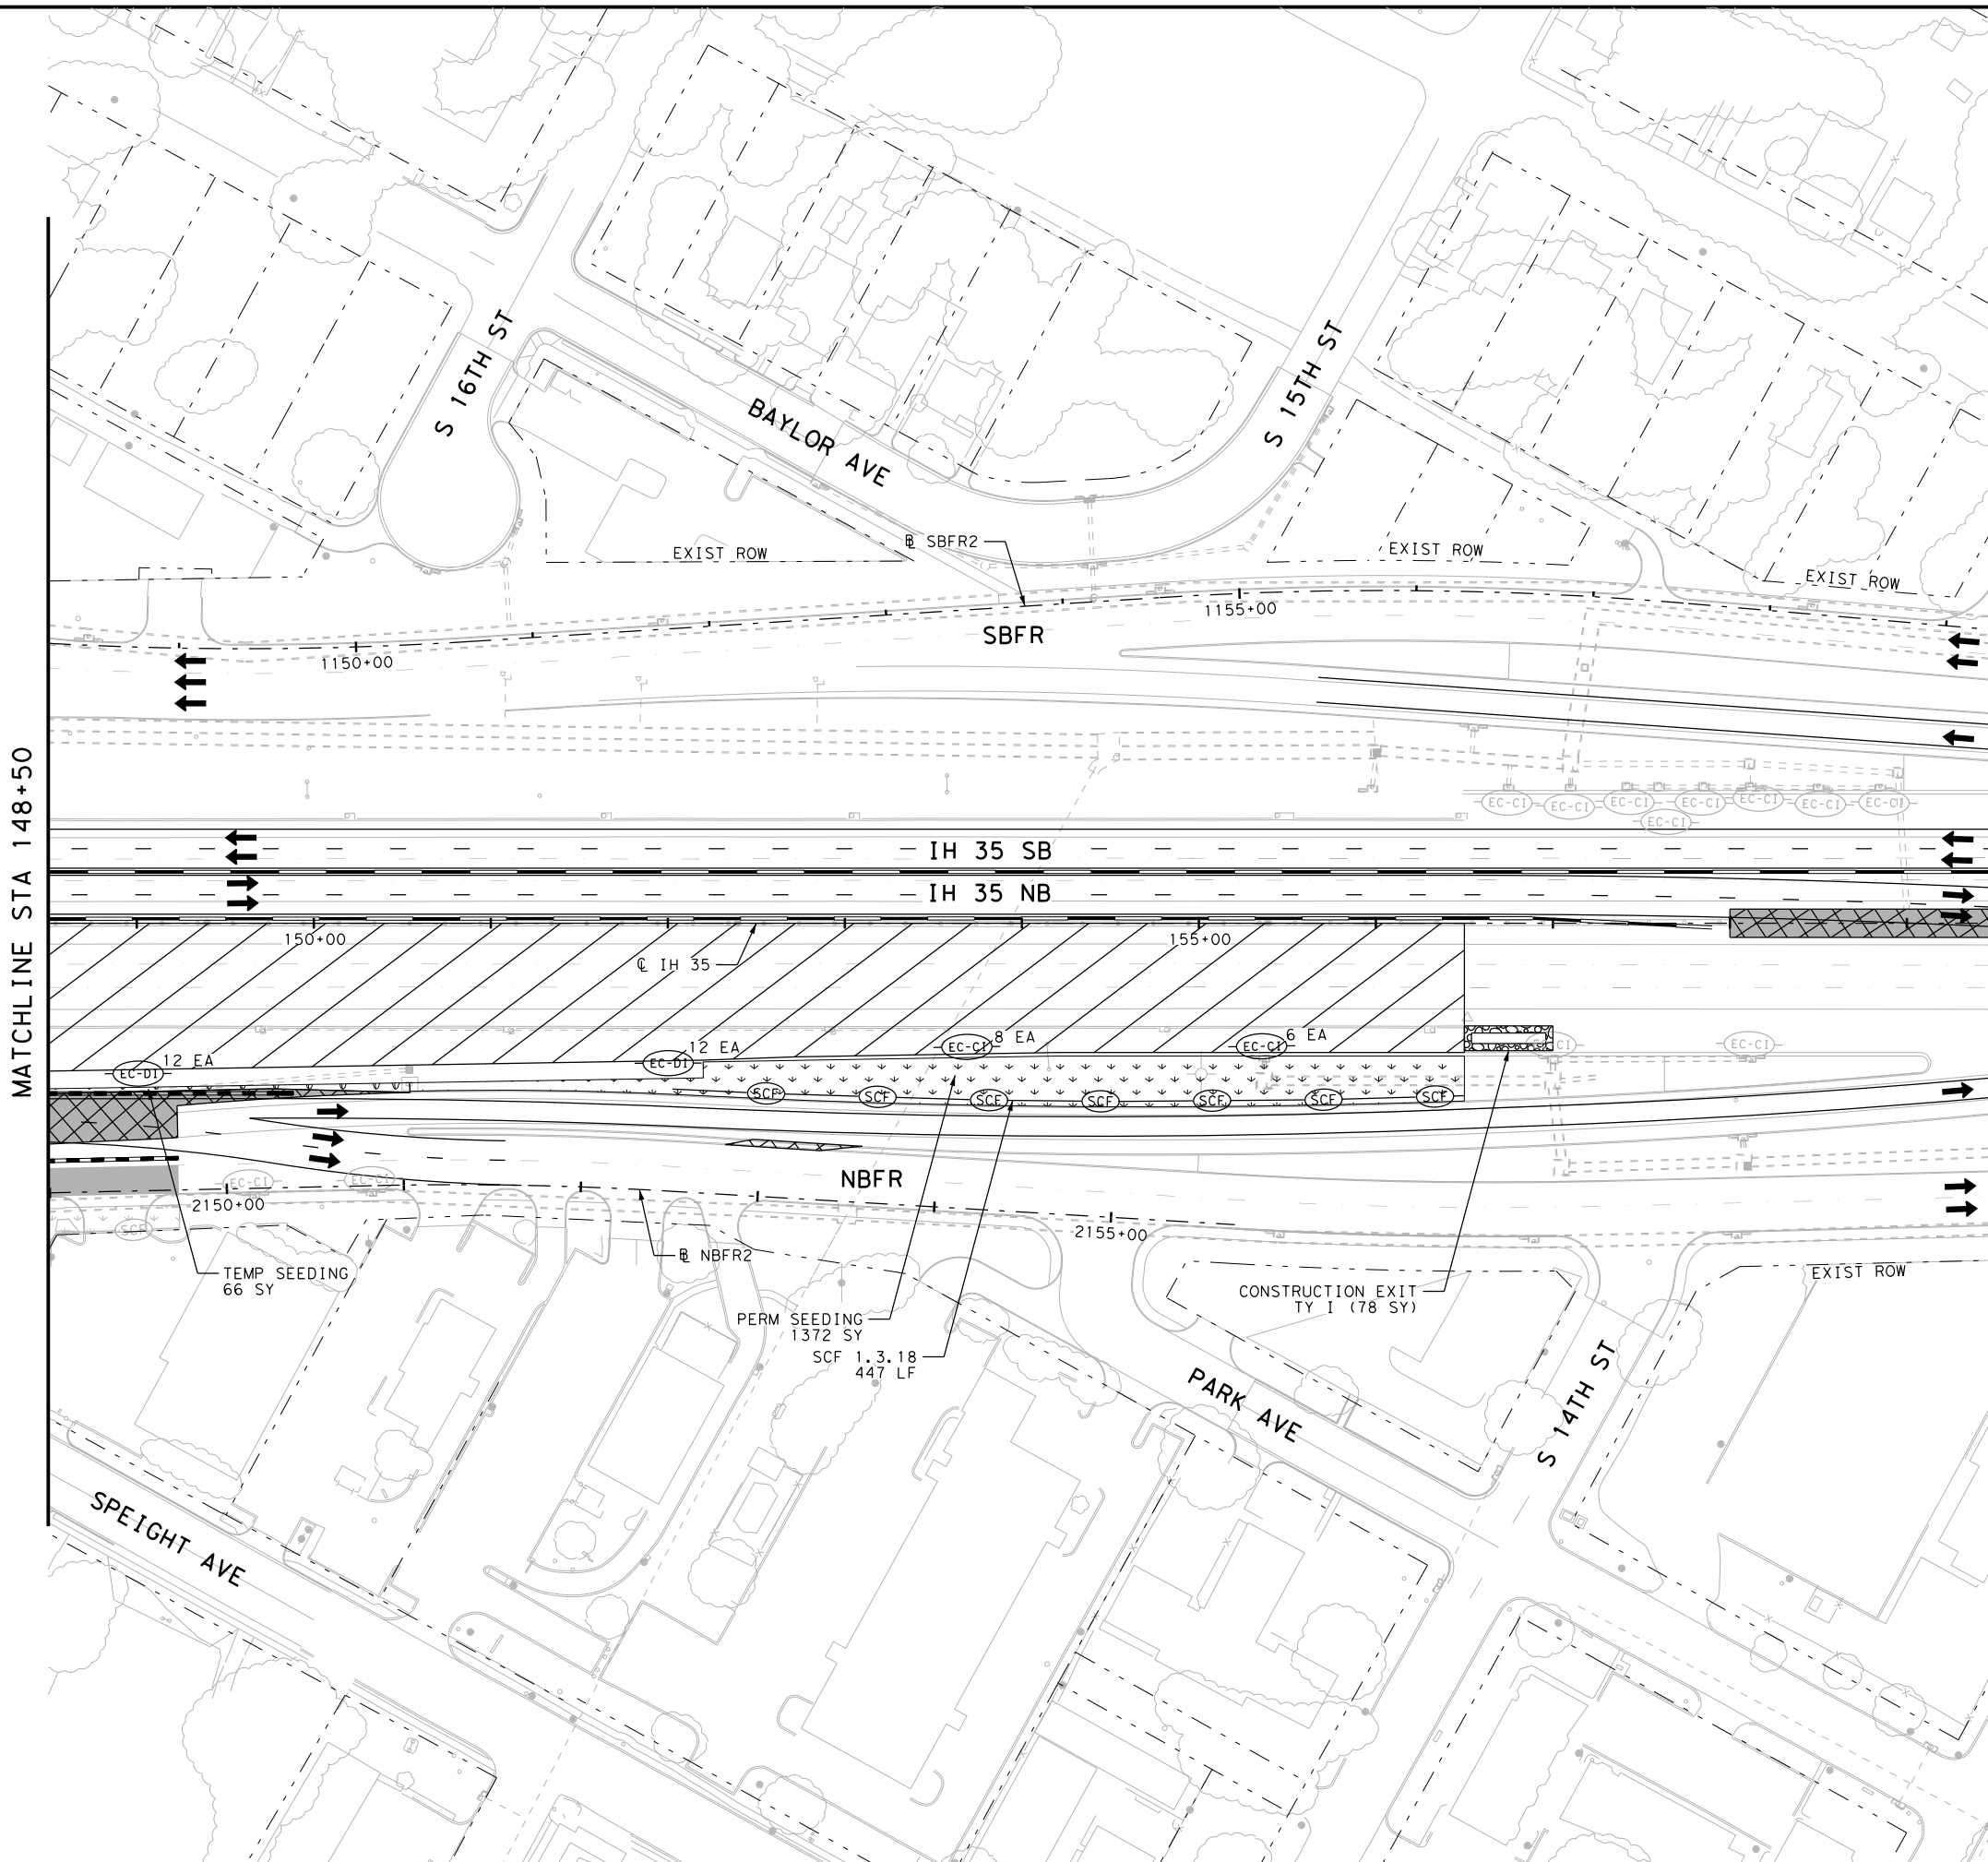 S 16TH ST
BAYLOR AVE
S 15TH ST
EXIST ROW
℄ SBFR2
EXIST ROW
EXIST ROW
1150+00
1155+00
SBFR
MATCHLINE STA 148+50
EC-CI
EC-CI
EC-CI
EC-CI
EC-CI
EC-CI
EC-CI
EC-CI
IH 35 SB
IH 35 NB
150+00
155+00
℄ IH 35
EC-DI
12 EA
EC-DI
12 EA
EC-CI
8 EA
EC-CI
6 EA
EC-CI
SCF
SCF
SCF
SCF
SCF
SCF
SCF
NBFR
EC-CI
EC-CI
2150+00
2155+00
SCF
TEMP SEEDING
66 SY
B NBFR2
PERM SEEDING
1372 SY
SCF 1.3.18
447 LF
CONSTRUCTION EXIT
TY I (78 SY)
EXIST ROW
PARK AVE
S 14TH ST
SPEIGHT AVE